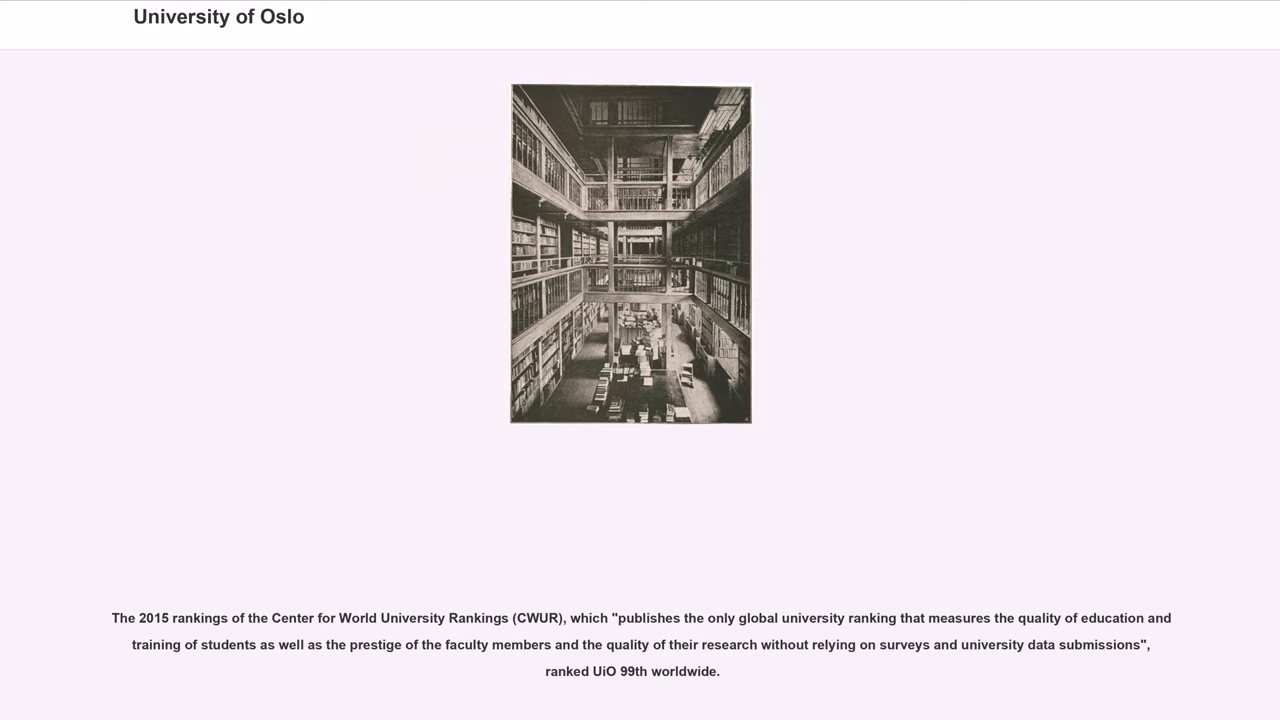 University of Oslo
The 2015 rankings of the Center for World University Rankings (CWUR), which "publishes the only global university ranking that measures the quality of education and
training of students as well as the prestige of the faculty members and the quality of their research without relying on surveys and university data submissions",
ranked UiO 99th worldwide.